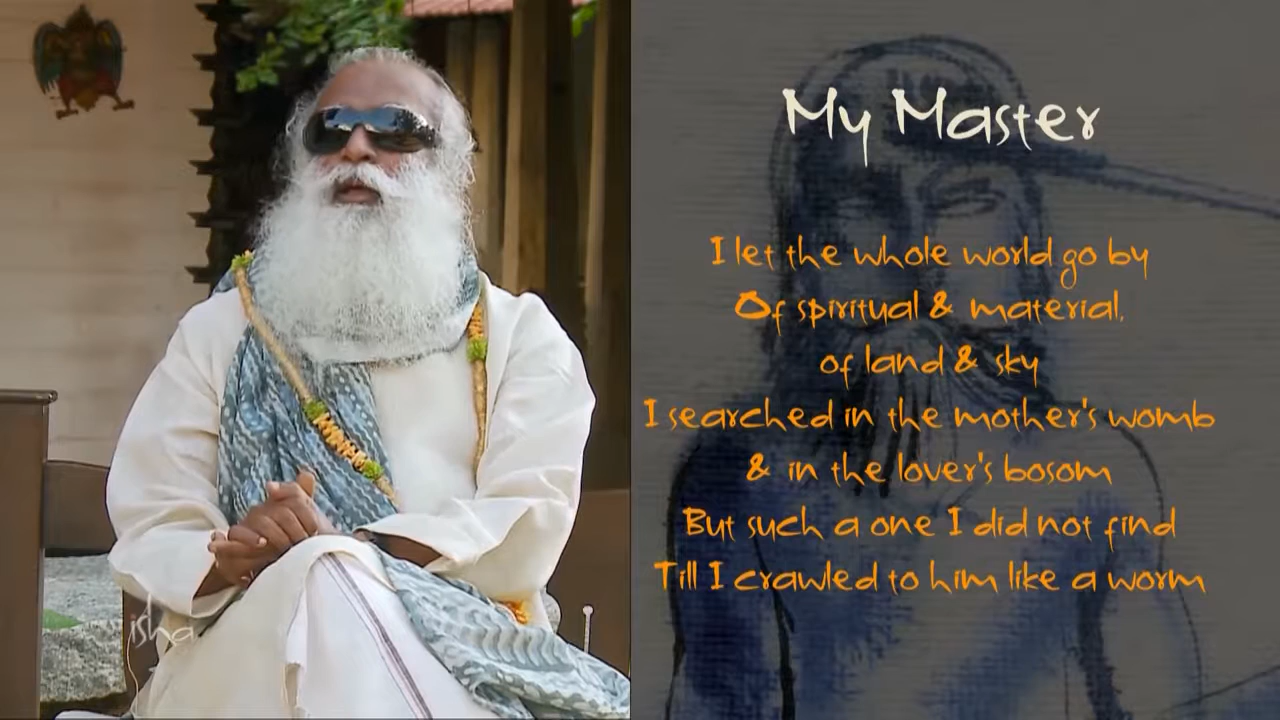 isha
My Master
I let the whole world go by
Of spiritual & material,
of land & sky
I searched in the mother's womb
& in the lover's bosom
But such a one I did not find
Till I crawled to him like a worm